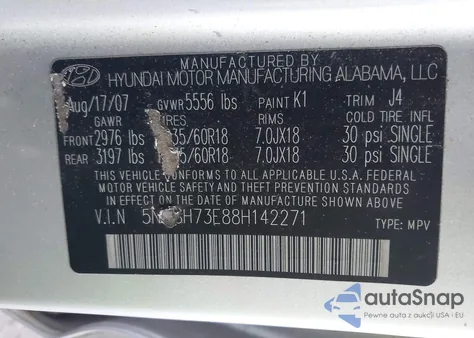 MANUFACTURED BY
HYUNDAI MOTOR MANUFACTURING ALABAMA, LLC
Aug/17/07 GVWR 5556 lbs PAINT K1 TRIM J4
GAWR COLD TIRE INFL
FRONT 2976 lbs 7.0JX18 30 psi SINGLE
REAR 3197 lbs 7.0JX18 30 psi SINGLE
THIS VEHICLE CONFORMS TO ALL APPLICABLE U.S.A. FEDERAL
MOTOR VEHICLE SAFETY AND THEFT PREVENTION STANDARDS
IN EFFECT ON THE DATE OF MANUFACTURE SHOWN ABOVE.
V.I.N
TYPE: MPV
autoSnap
Pewne auta z aukcji USA i EU